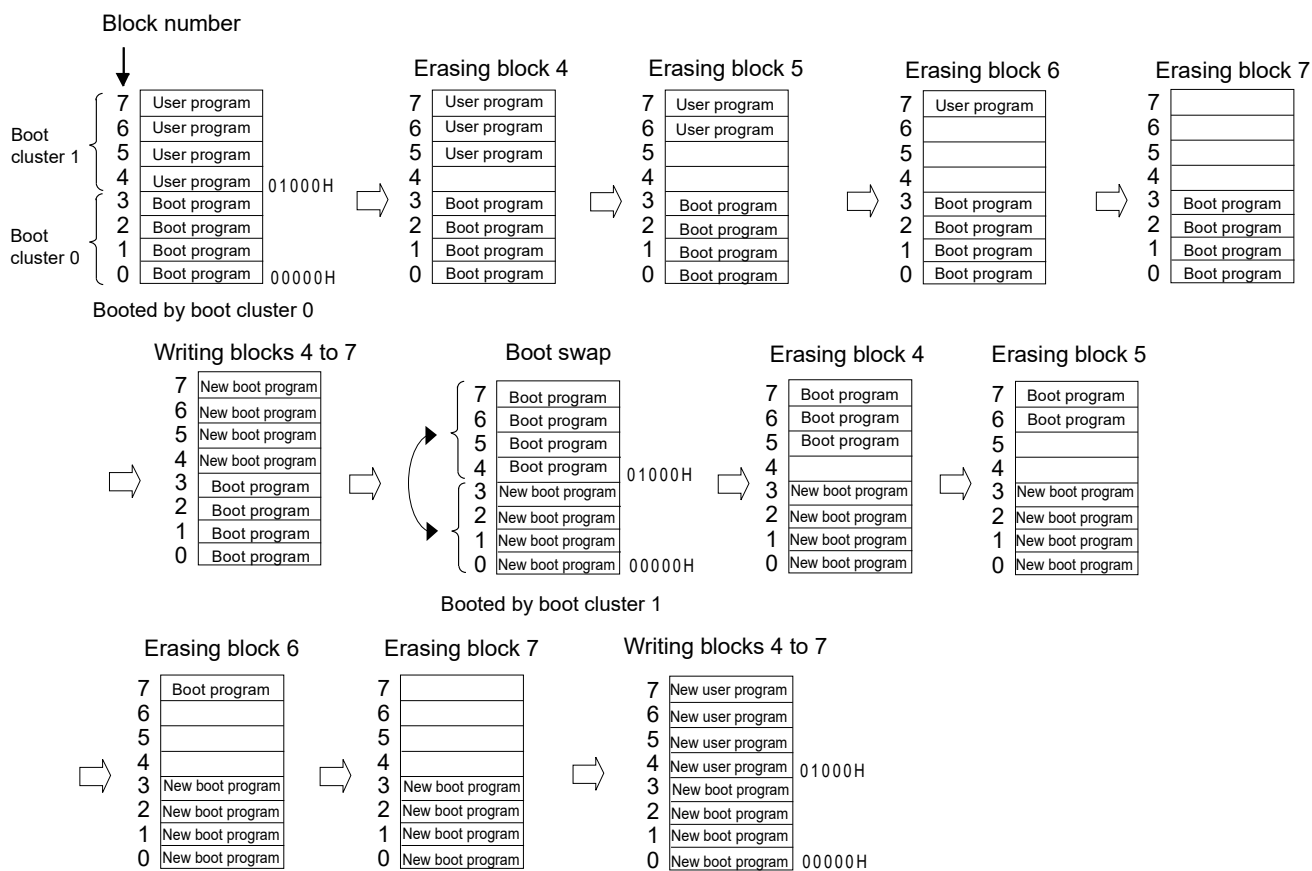 Block number
Erasing block 4
Erasing block 5
Erasing block 6
Erasing block 7
Boot
cluster 1
Boot
cluster 0
7 User program
6 User program
5 User program
4 User program 01000H
3 Boot program
2 Boot program
1 Boot program
0 Boot program 00000H
Booted by boot cluster 0
7 User program
6 User program
5 User program
4
3 Boot program
2 Boot program
1 Boot program
0 Boot program
7 User program
6 User program
5
4
3 Boot program
2 Boot program
1 Boot program
0 Boot program
7 User program
6
5
4
3 Boot program
2 Boot program
1 Boot program
0 Boot program
7
6
5
4
3 Boot program
2 Boot program
1 Boot program
0 Boot program
Writing blocks 4 to 7
7 New boot program
6 New boot program
5 New boot program
4 New boot program
3 Boot program
2 Boot program
1 Boot program
0 Boot program
Boot swap
7 Boot program
6 Boot program
5 Boot program
4 Boot program 01000H
3 New boot program
2 New boot program
1 New boot program
0 New boot program 00000H
Booted by boot cluster 1
Erasing block 4
7 Boot program
6 Boot program
5 Boot program
4
3 New boot program
2 New boot program
1 New boot program
0 New boot program
Erasing block 5
7 Boot program
6 Boot program
5
4
3 New boot program
2 New boot program
1 New boot program
0 New boot program
Erasing block 6
7 Boot program
6
5
4
3 New boot program
2 New boot program
1 New boot program
0 New boot program
Erasing block 7
7
6
5
4
3 New boot program
2 New boot program
1 New boot program
0 New boot program
Writing blocks 4 to 7
7 New user program
6 New user program
5 New user program
4 New user program 01000H
3 New boot program
2 New boot program
1 New boot program
0 New boot program 00000H